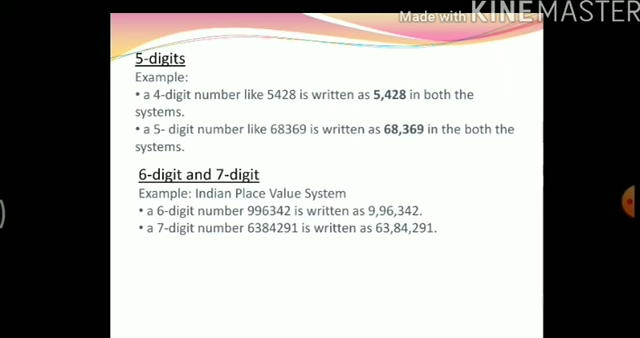 Made with KINEMASTER
5-digits
Example:
• a 4-digit number like 5428 is written as 5,428 in both the
systems.
• a 5- digit number like 68369 is written as 68,369 in the both the
systems.
6-digit and 7-digit
Example: Indian Place Value System
• a 6-digit number 996342 is written as 9,96,342.
• a 7-digit number 6384291 is written as 63,84,291.